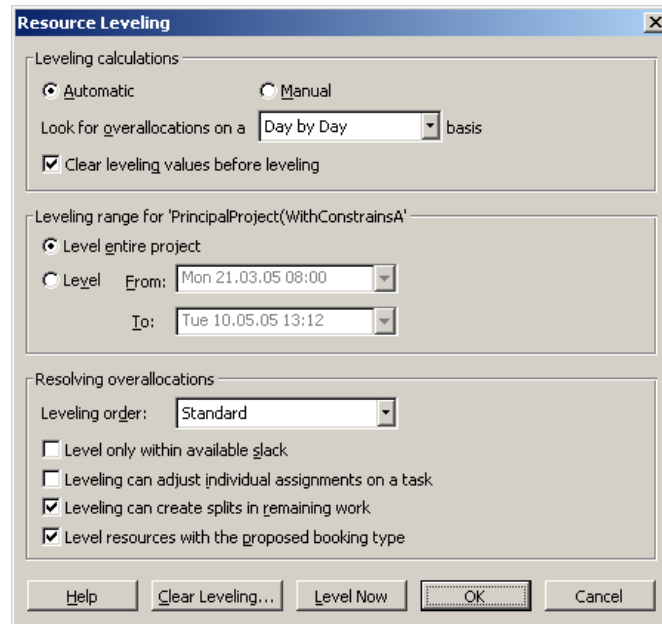 Resource Leveling
Leveling calculations
Automatic Manual
Look for overallocations on a Day by Day basis
Clear leveling values before leveling
Leveling range for 'PrincipalProject(WithConstrainsA'
Level entire project
Level From: Mon 21.03.05 08:00
To: Tue 10.05.05 13:12
Resolving overallocations
Leveling order: Standard
Level only within available slack
Leveling can adjust individual assignments on a task
Leveling can create splits in remaining work
Level resources with the proposed booking type
Help Clear Leveling... Level Now OK Cancel